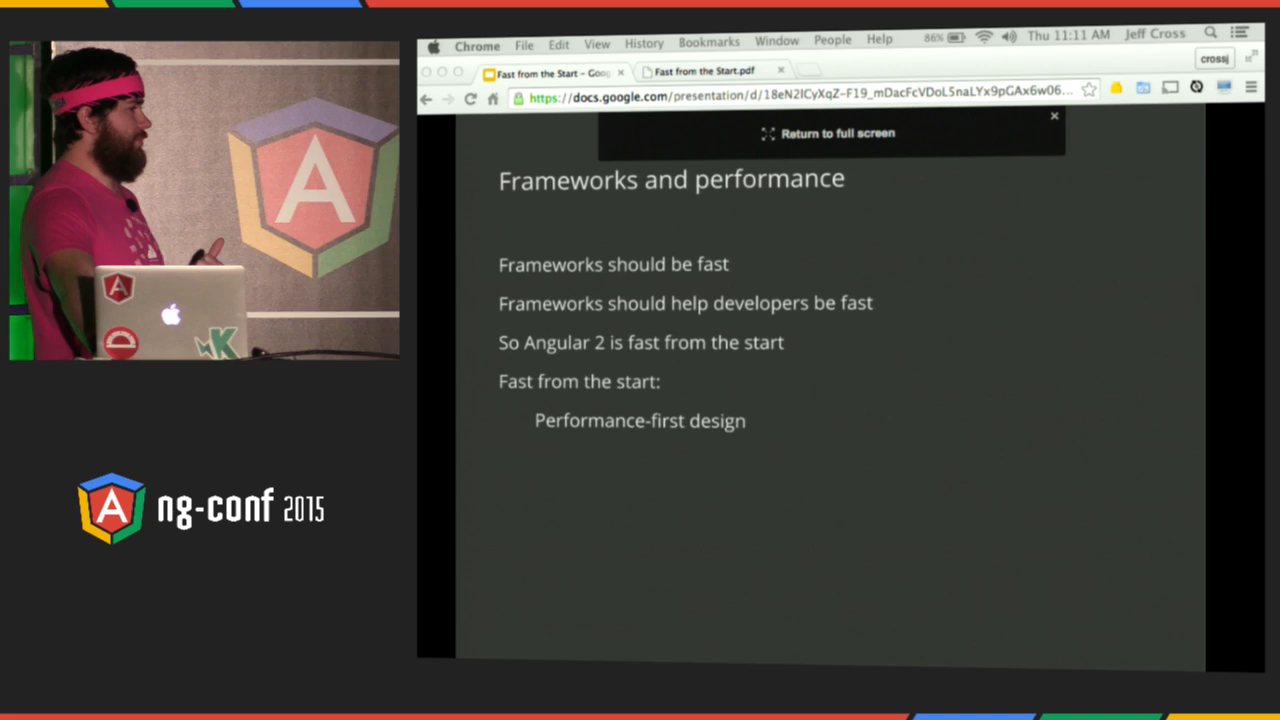 Chrome File Edit View History Bookmarks Window People Help 86% Thu 11:11 AM Jeff Cross
Fast from the Start - Goog
Fast from the Start.pdf
crossj
https://docs.google.com/presentation/d/18eN2ICyXqZ-F19_mDacFcVDoL5naLYx9pGAx6w06...
Return to full screen
Frameworks and performance
Frameworks should be fast
Frameworks should help developers be fast
So Angular 2 is fast from the start
Fast from the start:
Performance-first design
A
A
K
A
ng-conf 2015